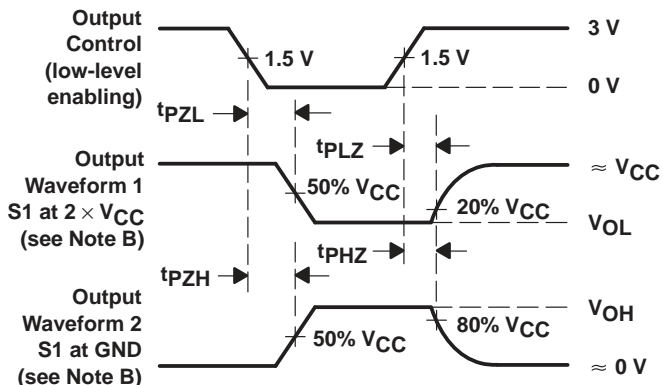 Output
Control
(low-level
enabling)
1.5 V
1.5 V
3 V
0 V
tPZL
tPLZ
Output
Waveform 1
S1 at 2 × VCC
(see Note B)
50% VCC
20% VCC
≈ VCC
VOL
tPZH
tPHZ
Output
Waveform 2
S1 at GND
(see Note B)
50% VCC
80% VCC
VOH
≈ 0 V